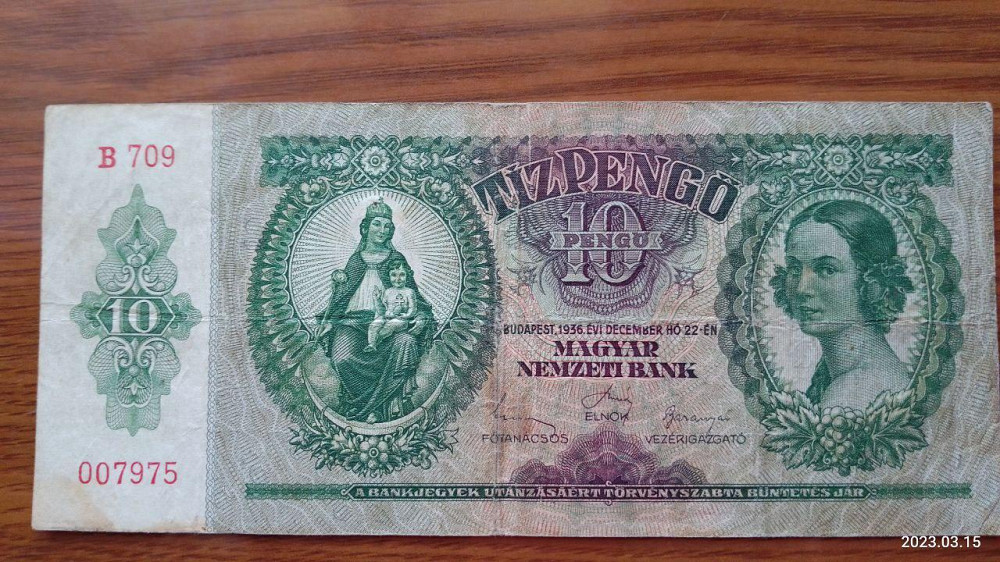 B 709
10
007975
TÍZ PENGŐ
10
PENGŐ
BUDAPEST, 1936. ÉVI DECEMBER HÓ 22-ÉN
MAGYAR
NEMZETI BANK
ELNÖK
FŐTANÁCSOS VEZÉRIGAZGATÓ
A BANKJEGYEK UTÁNZÁSÁÉRT TÖRVÉNYSZABTA BÜNTETÉS JÁR
2023.03.15